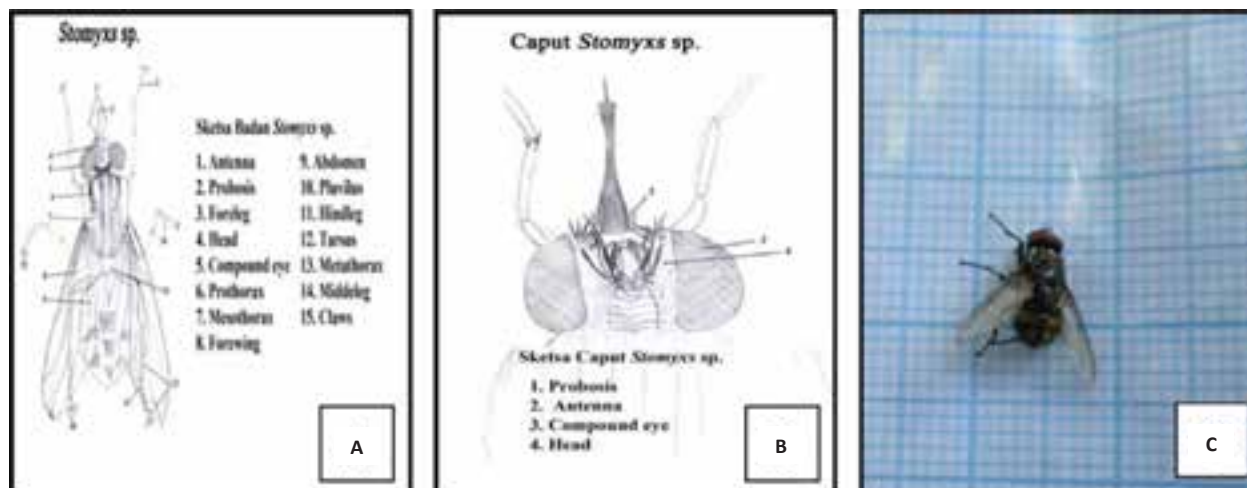 Stomyxs sp.
Sketsa Badan Stomyxs sp.
1. Antenna
2. Probosis
3. Foreleg
4. Head
5. Compound eye
6. Prothorax
7. Mesothorax
8. Forewing
9. Abdomen
10. Pluvilus
11. Hindleg
12. Tarsus
13. Metathorax
14. Middeleg
15. Claws
A
Caput Stomyxs sp.
Sketsa Caput Stomyxs sp.
1. Probosis
2. Antenna
3. Compound eye
4. Head
B
C